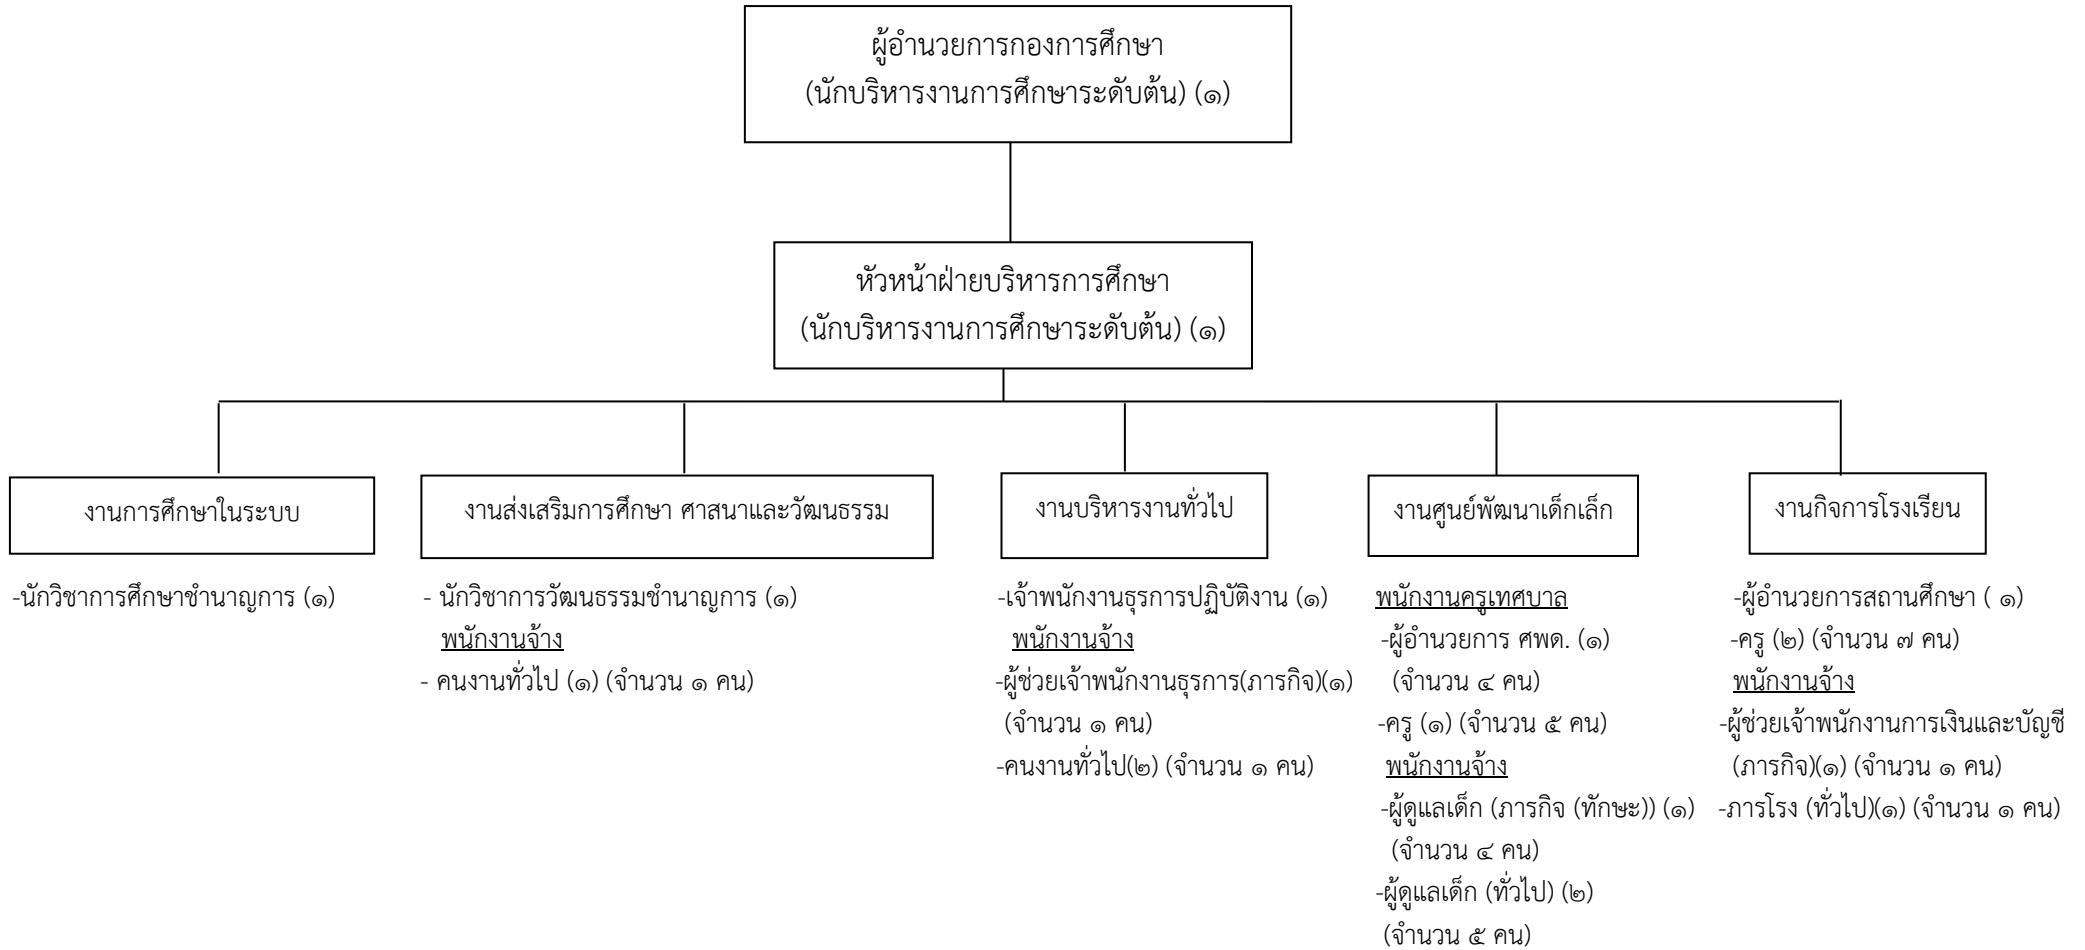 ผู้อำนวยการกองการศึกษา
(นักบริหารงานการศึกษาระดับต้น) (๑)
หัวหน้าฝ่ายบริหารการศึกษา
(นักบริหารงานการศึกษาระดับต้น) (๑)
งานการศึกษาในระบบ
-นักวิชาการศึกษาชำนาญการ (๑)
งานส่งเสริมการศึกษา ศาสนาและวัฒนธรรม
- นักวิชาการวัฒนธรรมชำนาญการ (๑)
พนักงานจ้าง
- คนงานทั่วไป (๑) (จำนวน ๑ คน)
งานบริหารงานทั่วไป
-เจ้าพนักงานธุรการปฏิบัติงาน (๑)
พนักงานจ้าง
-ผู้ช่วยเจ้าพนักงานธุรการ(ภารกิจ)(๑)
(จำนวน ๑ คน)
-คนงานทั่วไป(๒) (จำนวน ๑ คน)
งานศูนย์พัฒนาเด็กเล็ก
พนักงานครูเทศบาล
-ผู้อำนวยการ ศพด. (๑)
(จำนวน ๔ คน)
-ครู (๑) (จำนวน ๕ คน)
พนักงานจ้าง
-ผู้ดูแลเด็ก (ภารกิจ (ทักษะ)) (๑)
(จำนวน ๔ คน)
-ผู้ดูแลเด็ก (ทั่วไป) (๒)
(จำนวน ๕ คน)
งานกิจการโรงเรียน
-ผู้อำนวยการสถานศึกษา ( ๑)
-ครู (๒) (จำนวน ๗ คน)
พนักงานจ้าง
-ผู้ช่วยเจ้าพนักงานการเงินและบัญชี
(ภารกิจ)(๑) (จำนวน ๑ คน)
-ภารโรง (ทั่วไป)(๑) (จำนวน ๑ คน)